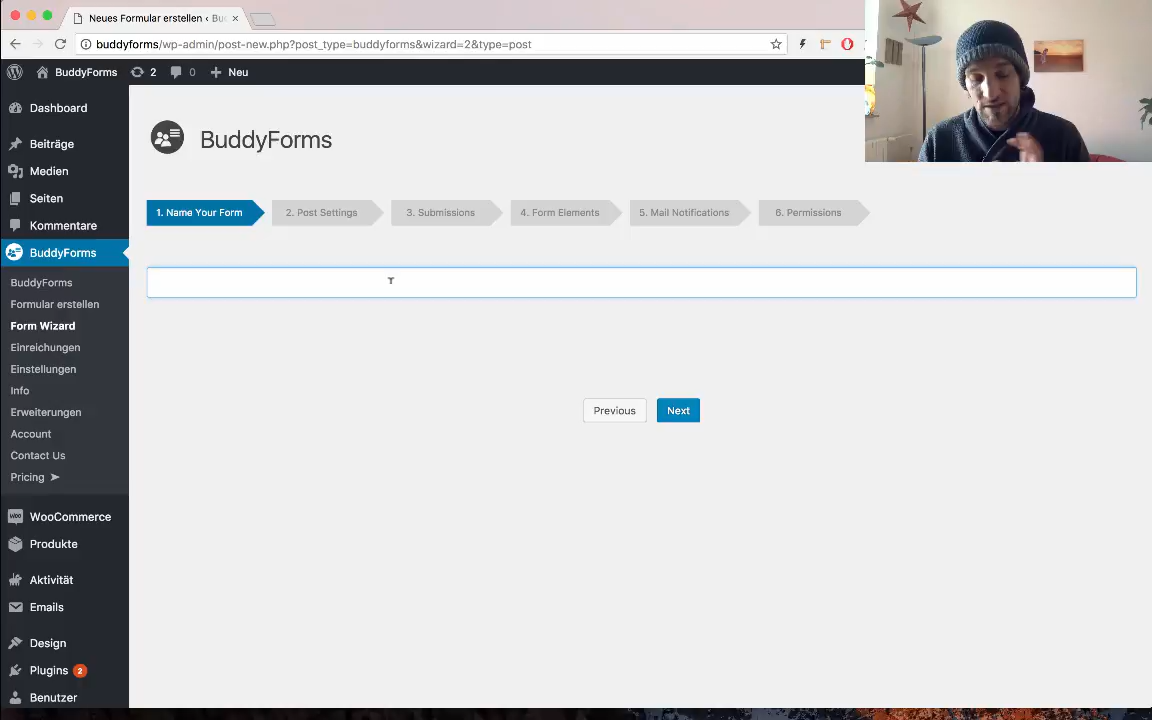 Neues Formular erstellen ‹ Bu
buddyforms/wp-admin/post-new.php?post_type=buddyforms&wizard=2&type=post
BuddyForms
2
0
Neu
Dashboard
Beiträge
Medien
Seiten
Kommentare
BuddyForms
BuddyForms
Formular erstellen
Form Wizard
Einreichungen
Einstellungen
Info
Erweiterungen
Account
Contact Us
Pricing ➤
WooCommerce
Produkte
Aktivität
Emails
Design
Plugins 2
Benutzer
BuddyForms
1. Name Your Form
2. Post Settings
3. Submissions
4. Form Elements
5. Mail Notifications
6. Permissions
Previous
Next